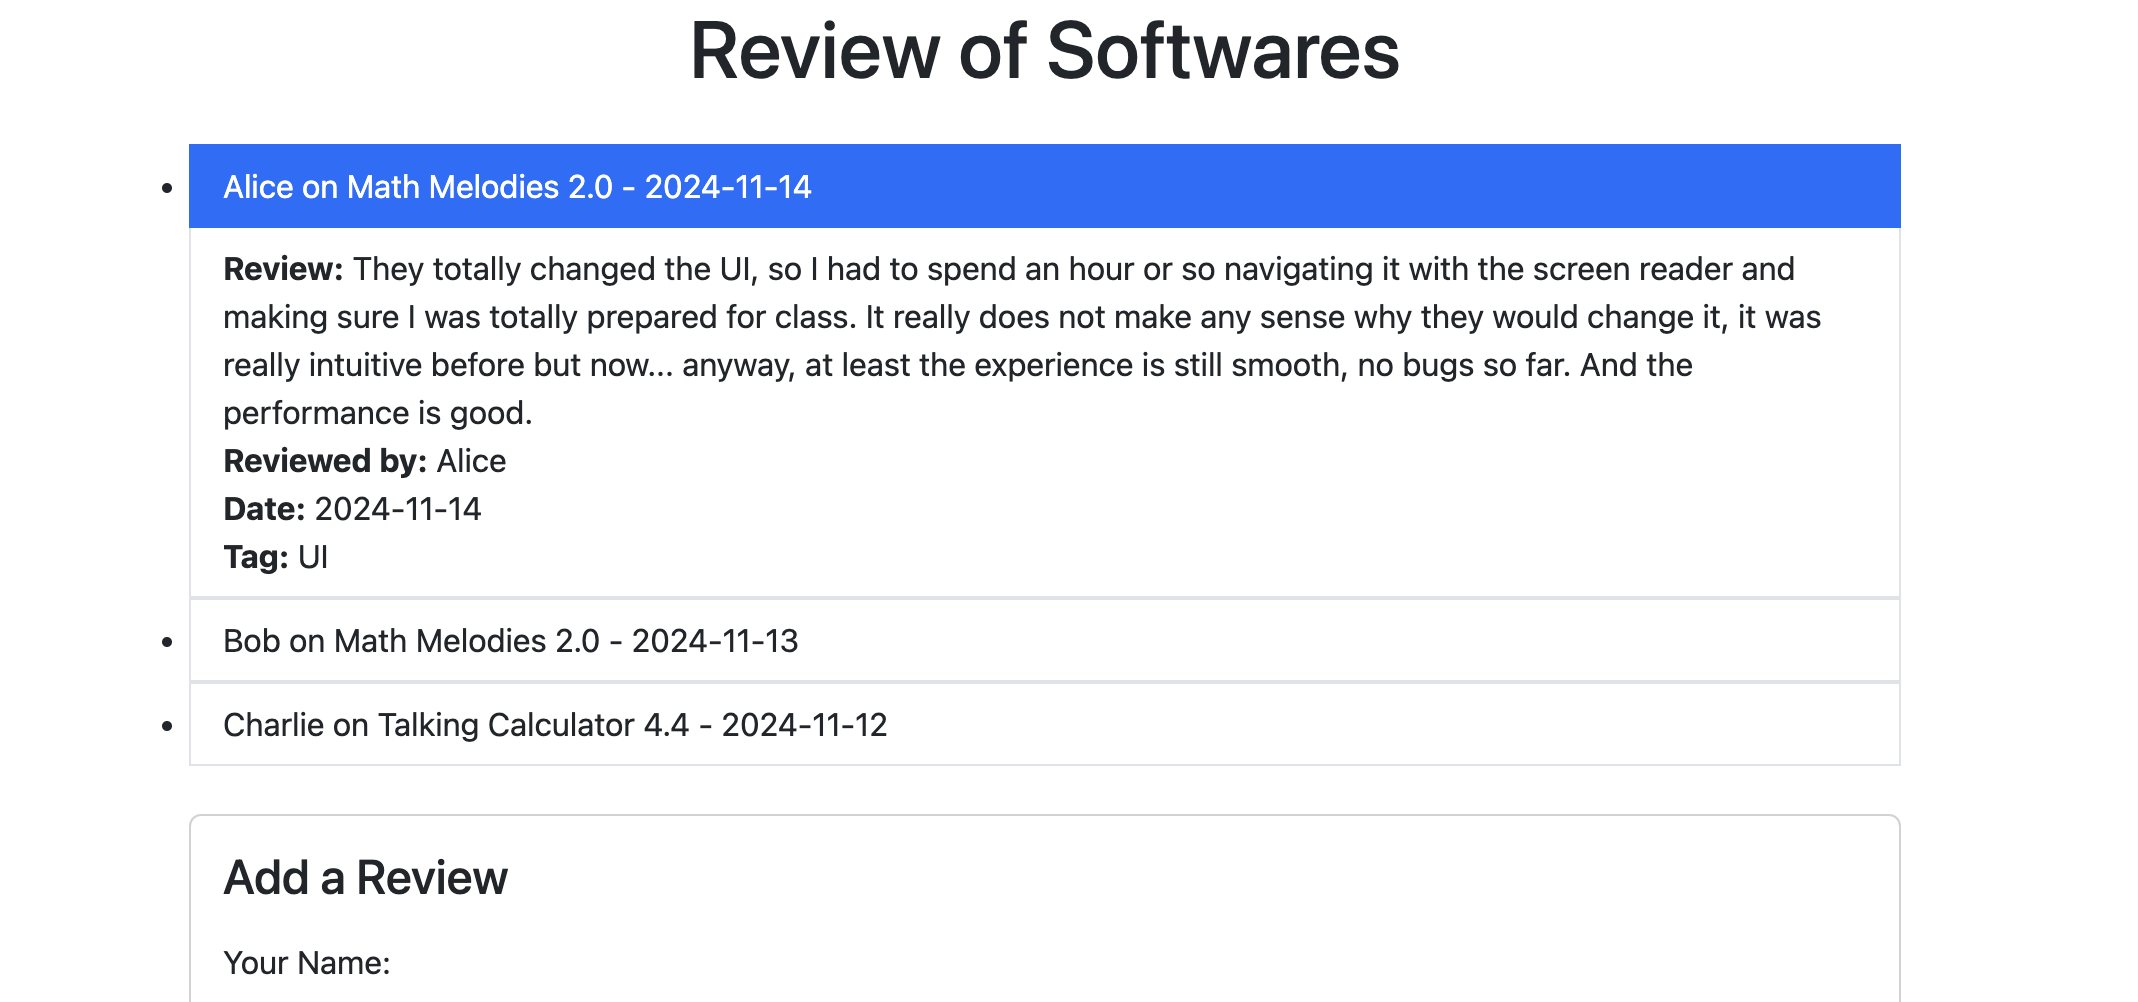 Review of Softwares
Alice on Math Melodies 2.0 - 2024-11-14
Review: They totally changed the UI, so I had to spend an hour or so navigating it with the screen reader and
making sure I was totally prepared for class. It really does not make any sense why they would change it, it was
really intuitive before but now... anyway, at least the experience is still smooth, no bugs so far. And the
performance is good.
Reviewed by: Alice
Date: 2024-11-14
Tag: UI
Bob on Math Melodies 2.0 - 2024-11-13
Charlie on Talking Calculator 4.4 - 2024-11-12
Add a Review
Your Name: